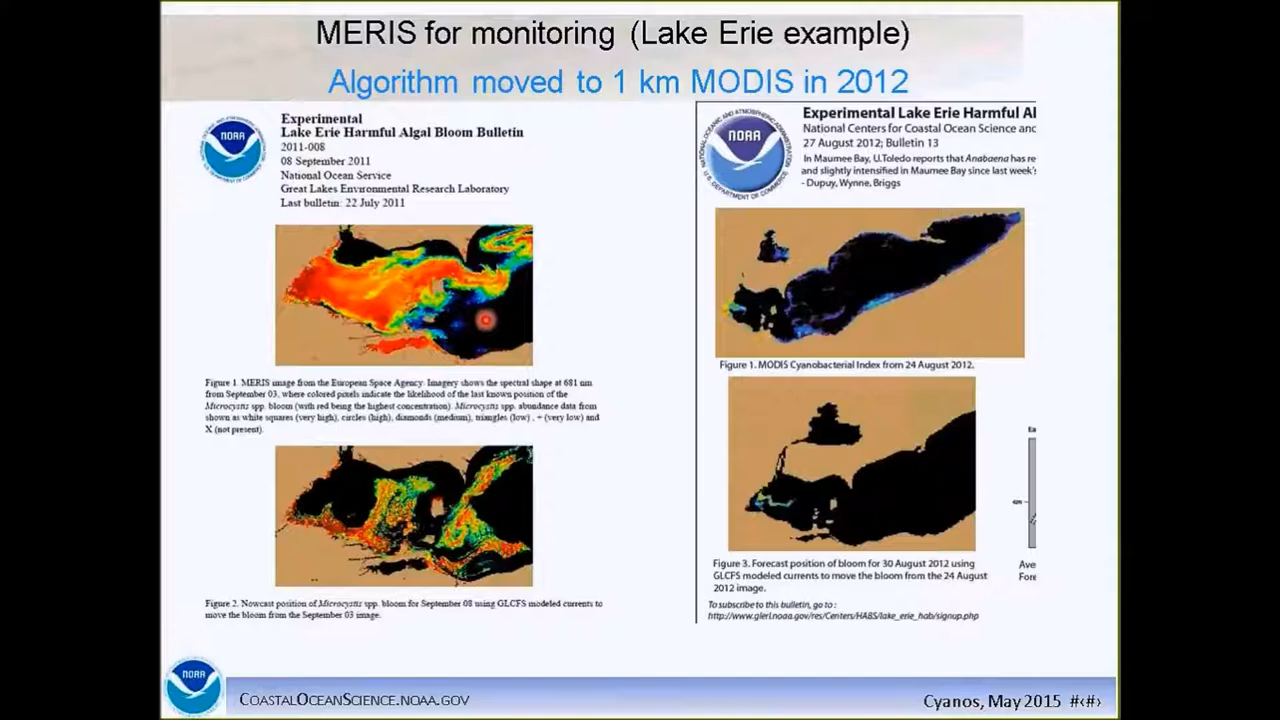 MERIS for monitoring (Lake Erie example)
Algorithm moved to 1 km MODIS in 2012
NOAA
Experimental
Lake Erie Harmful Algal Bloom Bulletin
2011-008
08 September 2011
National Ocean Service
Great Lakes Environmental Research Laboratory
Last bulletin: 22 July 2011
Figure 1. MERIS image from the European Space Agency. Imagery shows the spectral shape at 681 nm
from September 03, where colored pixels indicate the likelihood of the last known position of the
Microcystis spp. bloom (with red being the highest concentration). Microcystis spp. abundance data from
shown as white squares (very high), circles (high), diamonds (medium), triangles (low) , + (very low) and
X (not present).
Figure 2. Nowcast position of Microcystis spp. bloom for September 08 using GLCFS modeled currents to
move the bloom from the September 03 image.
NATIONAL OCEANIC AND ATMOSPHERIC ADMINISTRATION
NOAA
U.S. DEPARTMENT OF COMMERCE
Experimental Lake Erie Harmful Al
National Centers for Coastal Ocean Science and
27 August 2012; Bulletin 13
In Maumee Bay, U.Toledo reports that Anabaena has re
and slightly intensified in Maumee Bay since last week's
- Dupuy, Wynne, Briggs
Figure 1. MODIS Cyanobacterial Index from 24 August 2012.
Figure 3. Forecast position of bloom for 30 August 2012 using
GLCFS modeled currents to move the bloom from the 24 August
2012 image.
Ave
Fore
To subscribe to this bulletin, go to :
http://www.glerl.noaa.gov/res/Centers/HABS/lake_erie_hab/signup.php
NOAA
COASTALOCEANSCIENCE.NOAA.GOV
Cyanos, May 2015 #‹#›